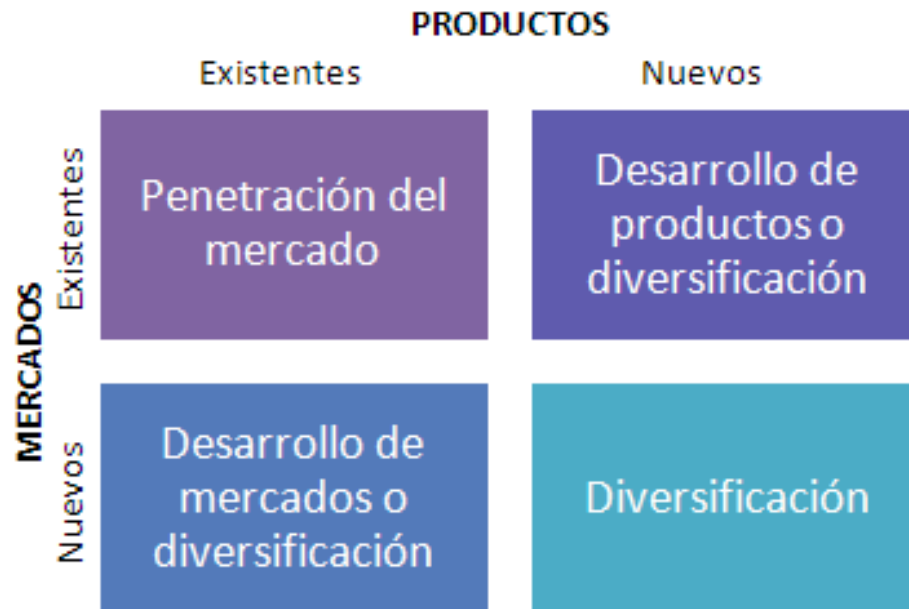 PRODUCTOS
Existentes
Nuevos
MERCADOS
Existentes
Penetración del
mercado
Desarrollo de
productos o
diversificación
Nuevos
Desarrollo de
mercados o
diversificación
Diversificación